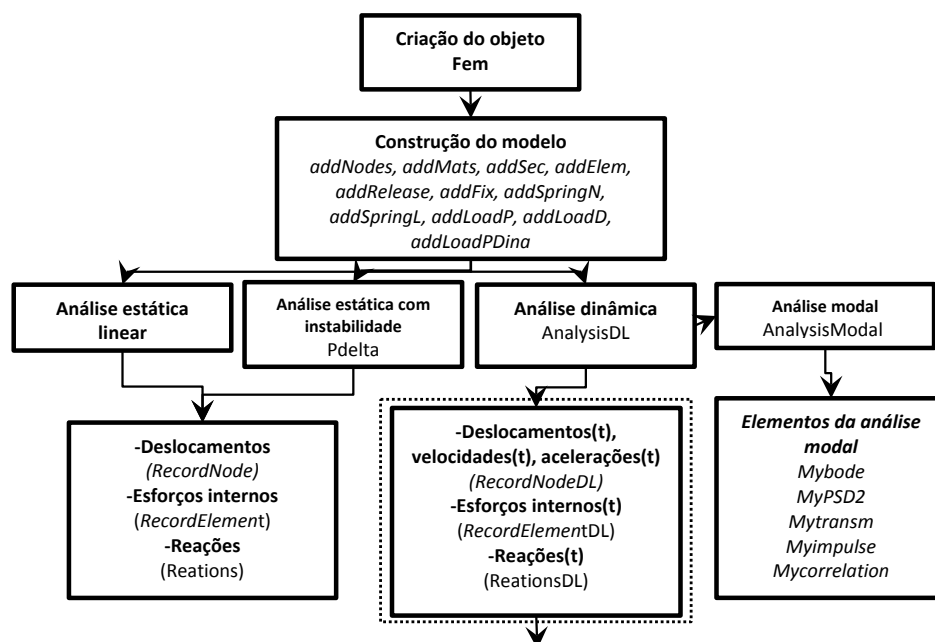 Criação do objeto
Fem
Construção do modelo
addNodes, addMats, addSec, addElem,
addRelease, addFix, addSpringN,
addSpringL, addLoadP, addLoadD,
addLoadPDina
Análise estática
linear
Análise estática com
instabilidade
Pdelta
Análise dinâmica
AnalysisDL
Análise modal
AnalysisModal
-Deslocamentos
(RecordNode)
-Esforços internos
(RecordElement)
-Reações
(Reations)
-Deslocamentos(t),
velocidades(t), acelerações(t)
(RecordNodeDL)
-Esforços internos(t)
(RecordElementDL)
-Reações(t)
(ReationsDL)
Elementos da análise
modal
Mybode
MyPSD2
Mytransm
Myimpulse
Mycorrelation